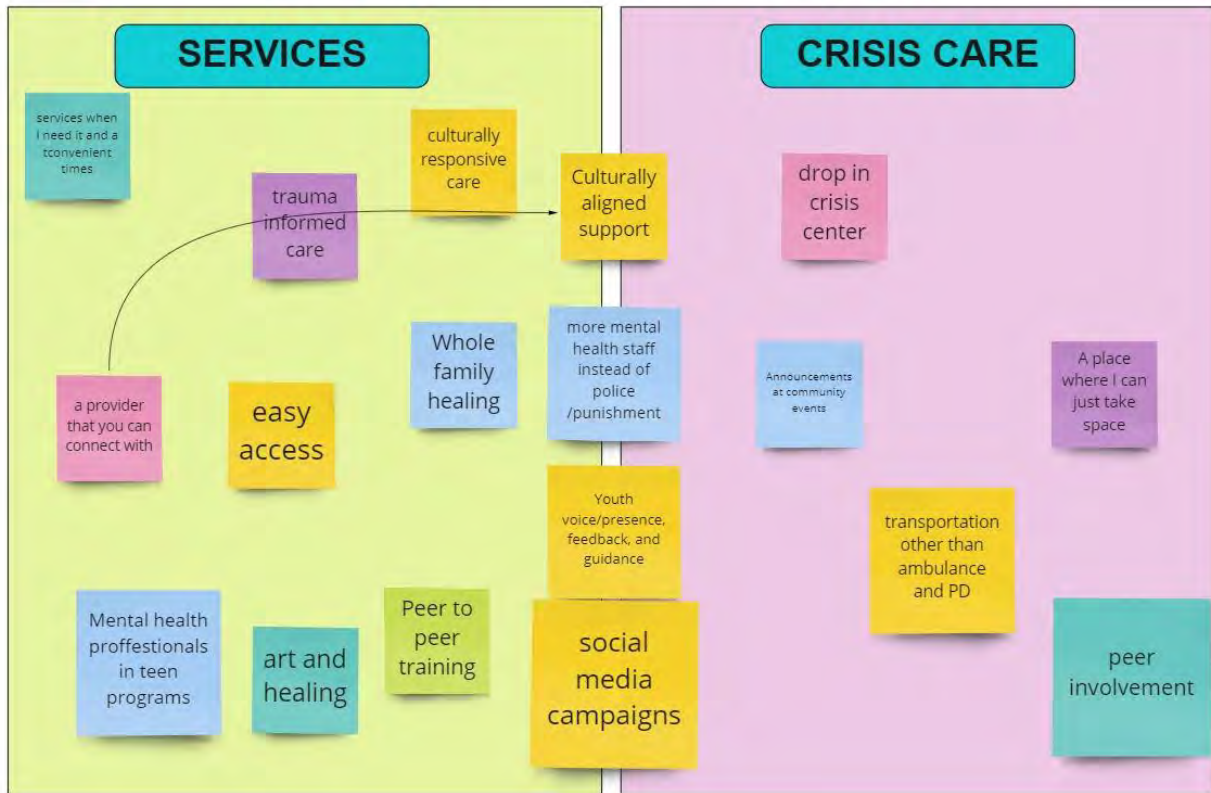 SERVICES
services when
I need it and a
tconvenient
times
trauma
informed
care
culturally
responsive
care
Culturally
aligned
support
a provider
that you can
connect with
easy
access
Whole
family
healing
more mental
health staff
instead of
police
/punishment
Youth
voice/presence,
feedback, and
guidance
Mental health
proffestionals
in teen
programs
art and
healing
Peer to
peer
training
social
media
campaigns
CRISIS CARE
drop in
crisis
center
Announcements
at community
events
A place
where I can
just take
space
transportation
other than
ambulance
and PD
peer
involvement